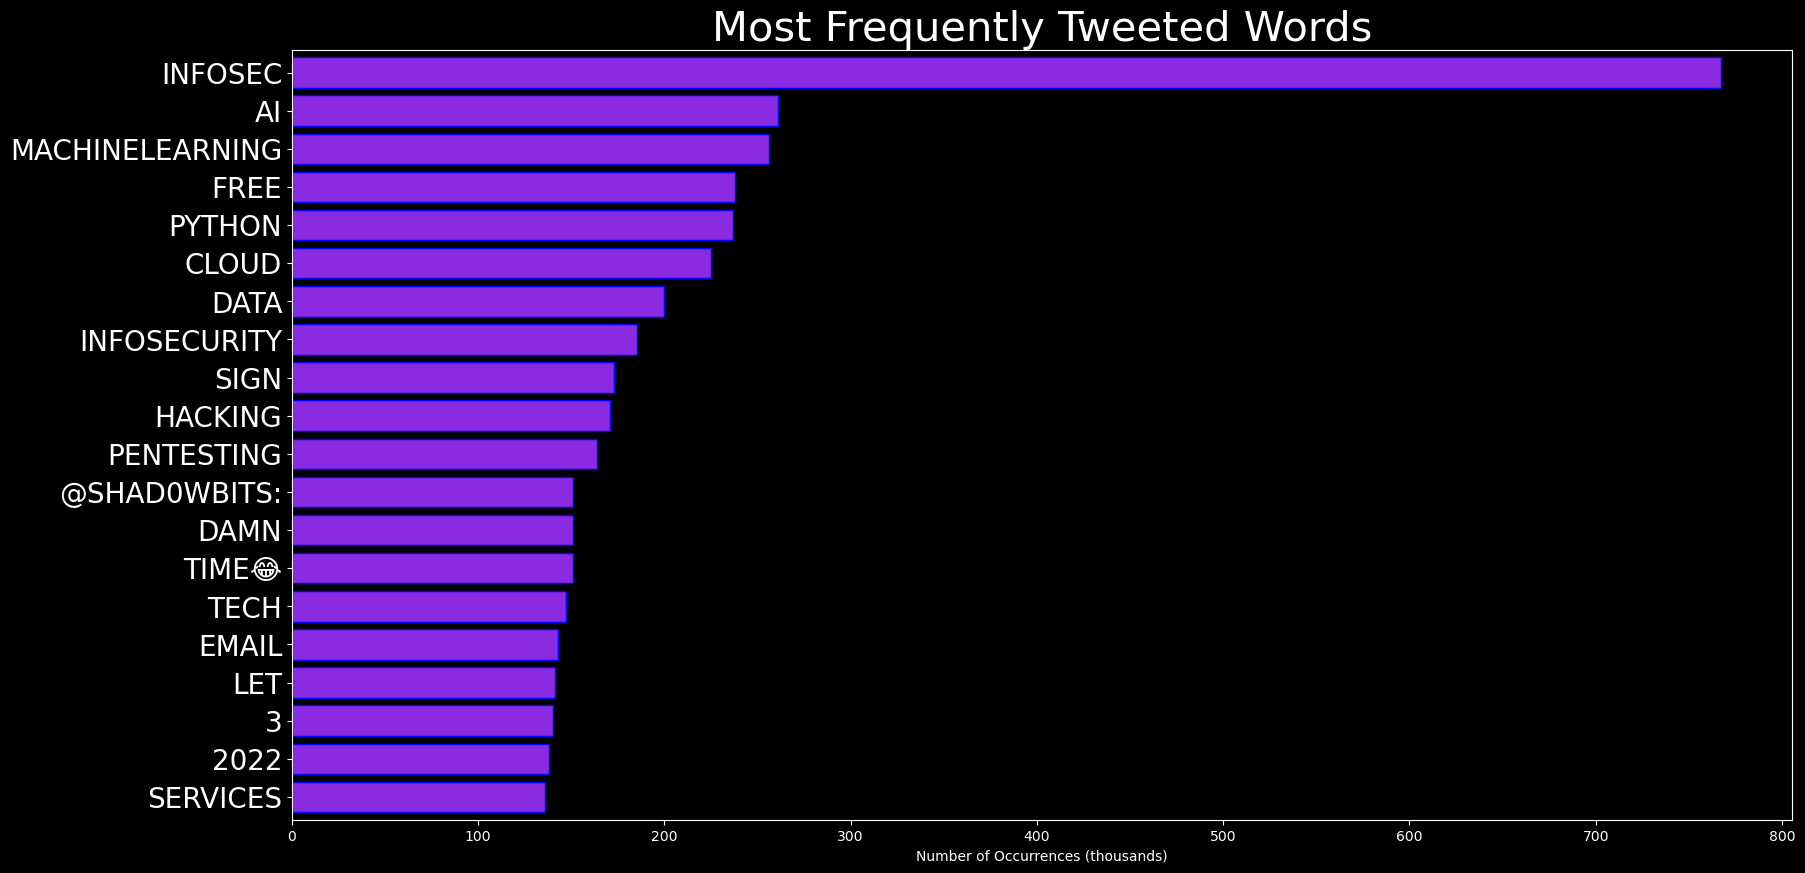 Most Frequently Tweeted Words
INFOSEC
AI
MACHINELEARNING
FREE
PYTHON
CLOUD
DATA
INFOSECURITY
SIGN
HACKING
PENTESTING
@SHAD0WBITS:
DAMN
TIME😂
TECH
EMAIL
LET
3
2022
SERVICES
0 100 200 300 400 500 600 700 800
Number of Occurrences (thousands)